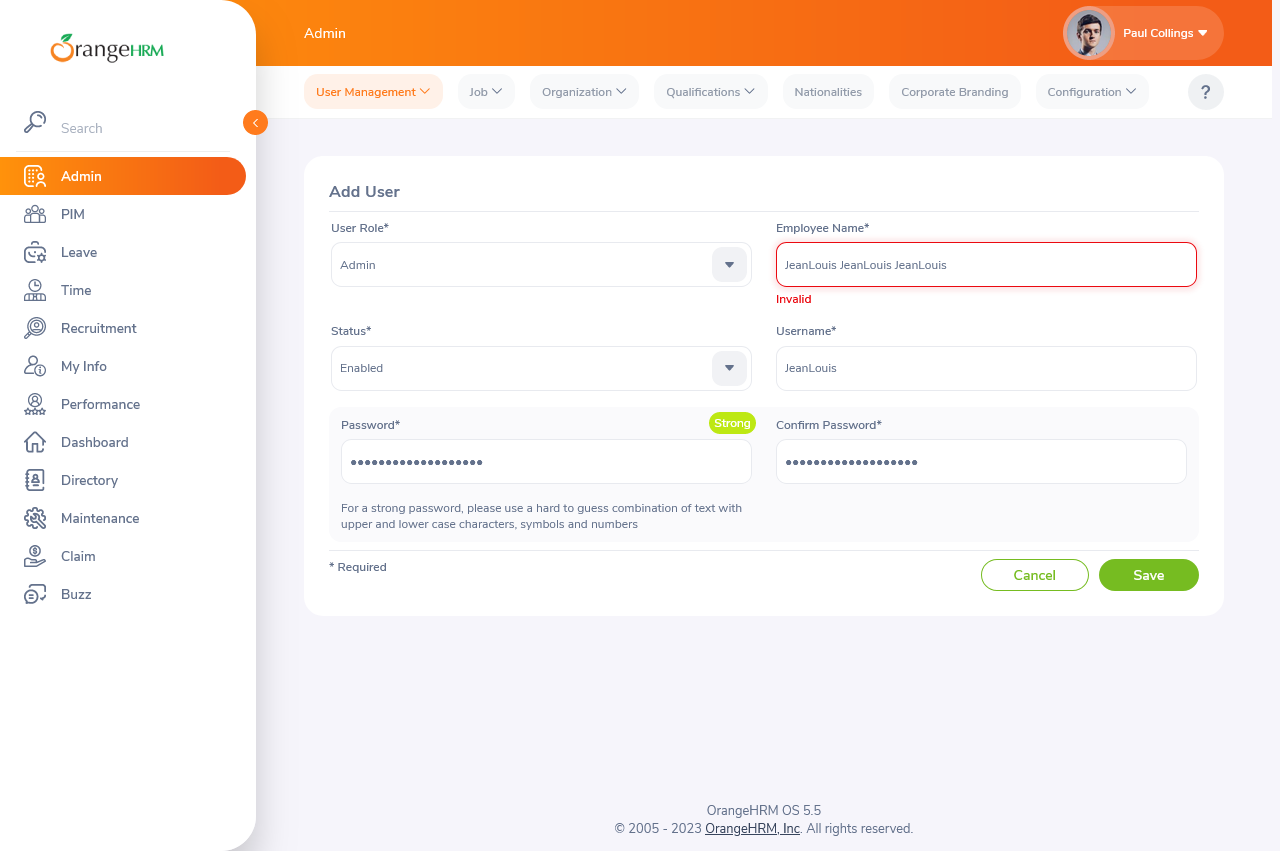 OrangeHRM
Search
Admin
PIM
Leave
Time
Recruitment
My Info
Performance
Dashboard
Directory
Maintenance
Claim
Buzz
Admin
Paul Collings
User Management
Job
Organization
Qualifications
Nationalities
Corporate Branding
Configuration
?
Add User
User Role*
Employee Name*
Admin
JeanLouis JeanLouis JeanLouis
Invalid
Status*
Username*
Enabled
JeanLouis
Password*
Strong
Confirm Password*
For a strong password, please use a hard to guess combination of text with
upper and lower case characters, symbols and numbers
* Required
Cancel
Save
OrangeHRM OS 5.5
© 2005 - 2023 OrangeHRM, Inc. All rights reserved.